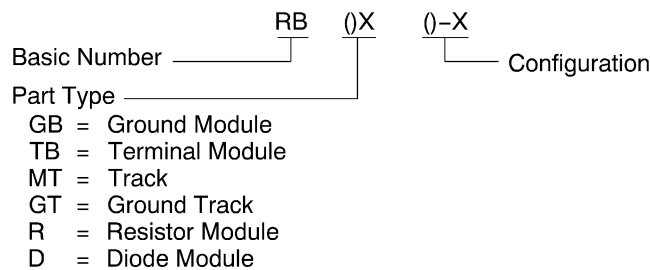 RB ()X ()–X
Basic Number
Configuration
Part Type
GB = Ground Module
TB = Terminal Module
MT = Track
GT = Ground Track
R = Resistor Module
D = Diode Module